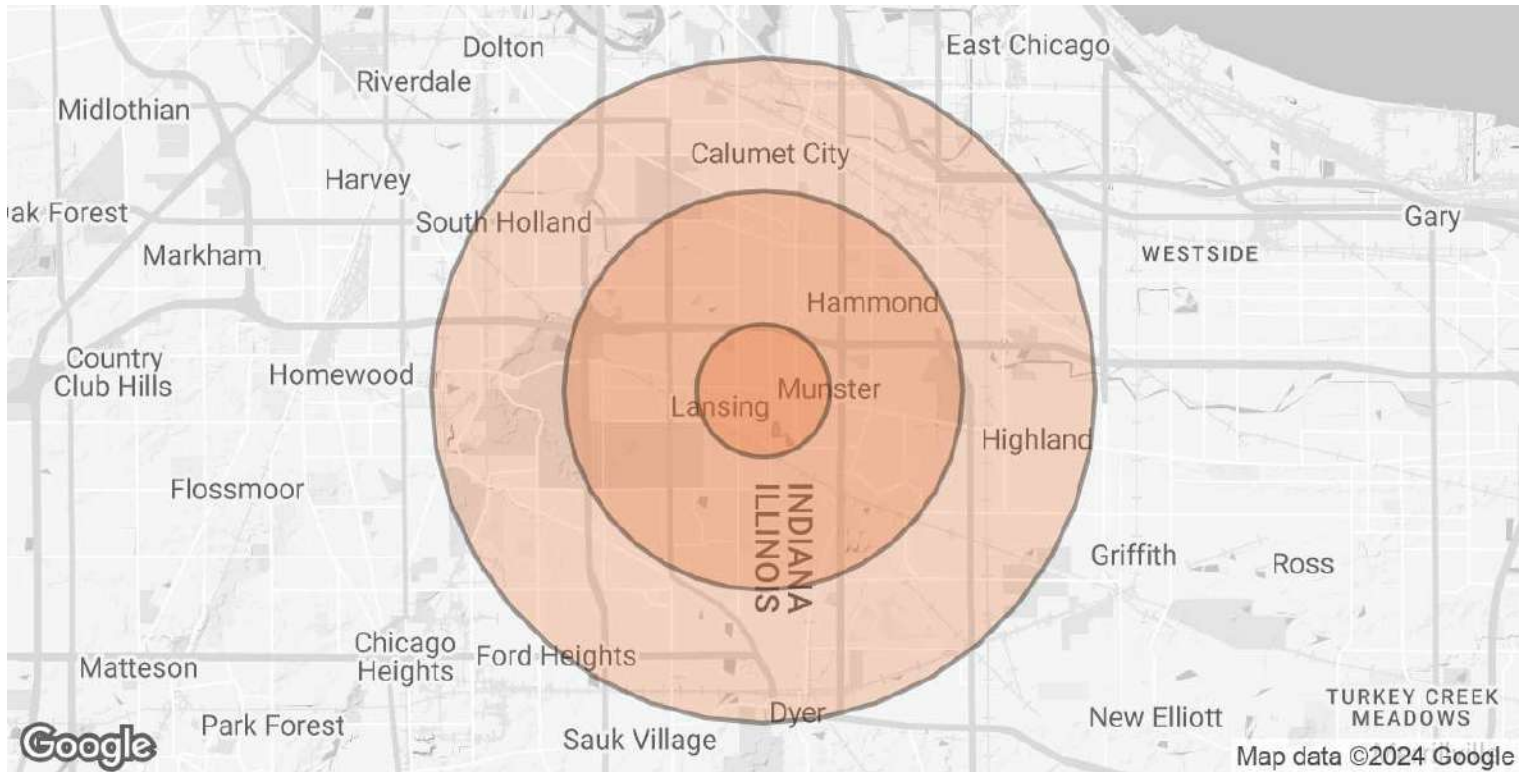 Dolton
East Chicago
Riverdale
Midlothian
Calumet City
Harvey
ak Forest
South Holland
Gary
Markham
WESTSIDE
Hammond
Country
Club Hills
Homewood
Munster
Lansing
Highland
Flossmoor
INDIANA
ILLINOIS
Griffith
Ross
Chicago
Heights
Ford Heights
Matteson
TURKEY CREEK
MEADOWS
Dyer
New Elliott
Park Forest
Sauk Village
Google
Map data ©2024 Google